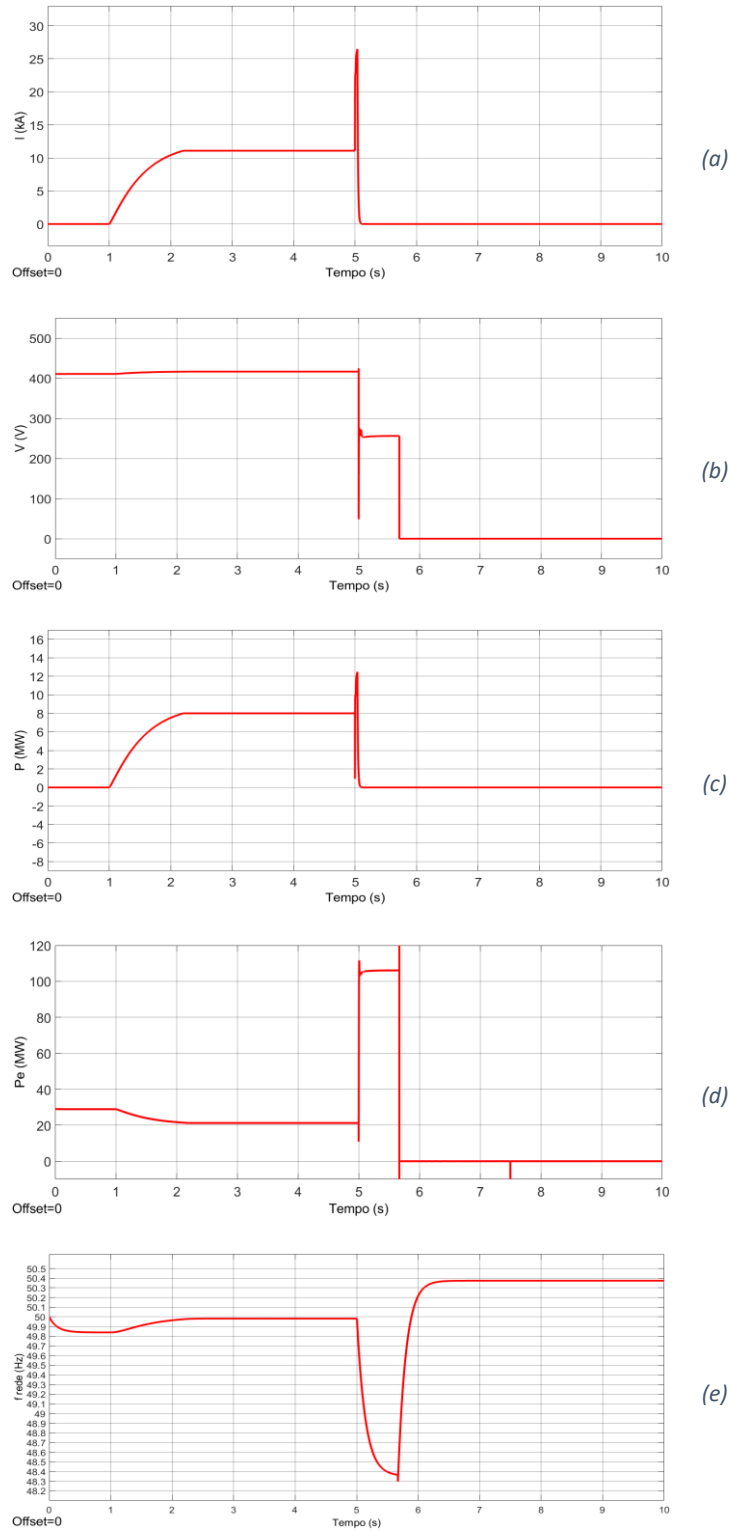 30
25
20
15
10
5
0
I (kA)
0 1 2 3 4 5 6 7 8 9 10
Offset=0
Tempo (s)
(a)
500
400
300
200
100
0
V (V)
0 1 2 3 4 5 6 7 8 9 10
Offset=0
Tempo (s)
(b)
16
14
12
10
8
6
4
2
0
-2
-4
-6
-8
P (MW)
0 1 2 3 4 5 6 7 8 9 10
Offset=0
Tempo (s)
(c)
120
100
80
60
40
20
0
Pe (MW)
0 1 2 3 4 5 6 7 8 9 10
Offset=0
Tempo (s)
(d)
50.5
50.4
50.3
50.2
50.1
50
49.9
49.8
49.7
49.6
49.5
49.4
49.3
49.2
49.1
49
48.9
48.8
48.7
48.6
48.5
48.4
48.3
48.2
f rede (Hz)
0 1 2 3 4 5 6 7 8 9 10
Offset=0
Tempo (s)
(e)